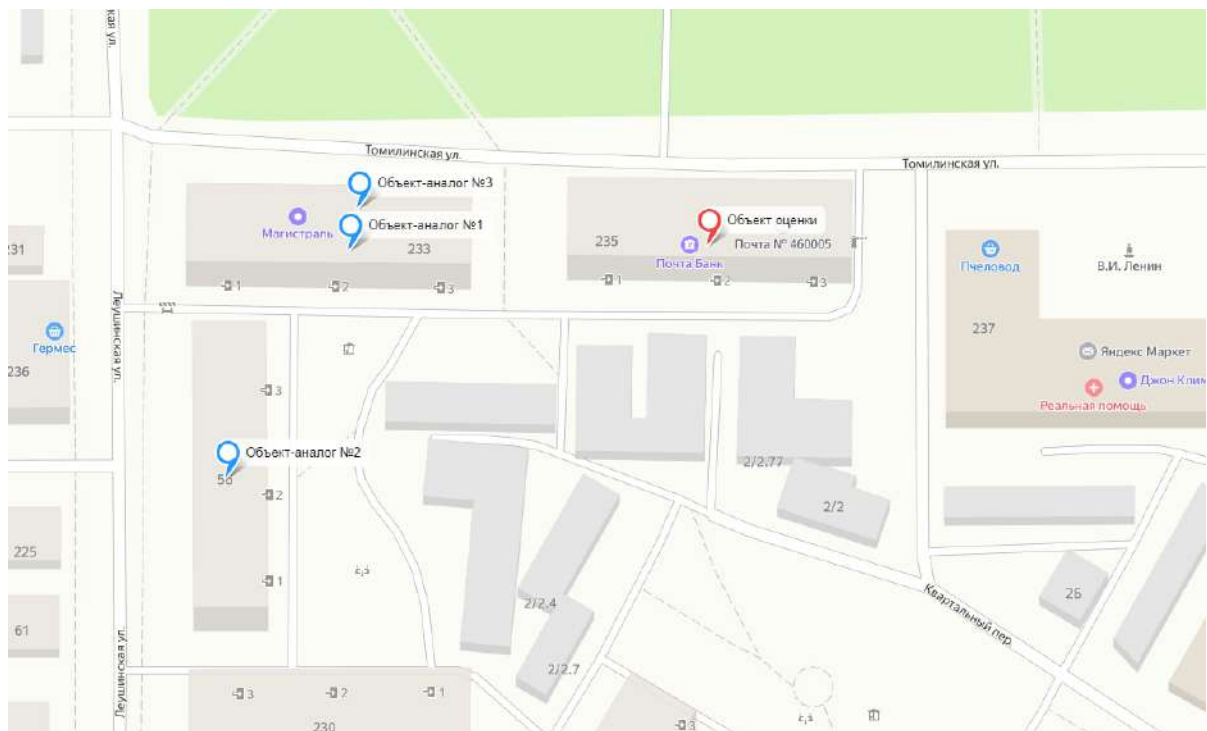 ская ул.
Томилинская ул.
Томилинская ул.
Объект-аналог №3
Объект-аналог №1
Магистраль
233
1
2
3
Объект оценки
235
Почта № 460005
Почта Банк
1
2
3
Пчеловод
В.И. Ленин
237
Яндекс Маркет
Джон Кли
Реальная помощь
231
Леушинская ул.
Гермес
236
3
Объект-аналог №2
2
1
2/2.77
2/2
225
2/2.4
Квартальный пер.
26
61
Леушинская ул.
2/2.7
3
2
1
230
3